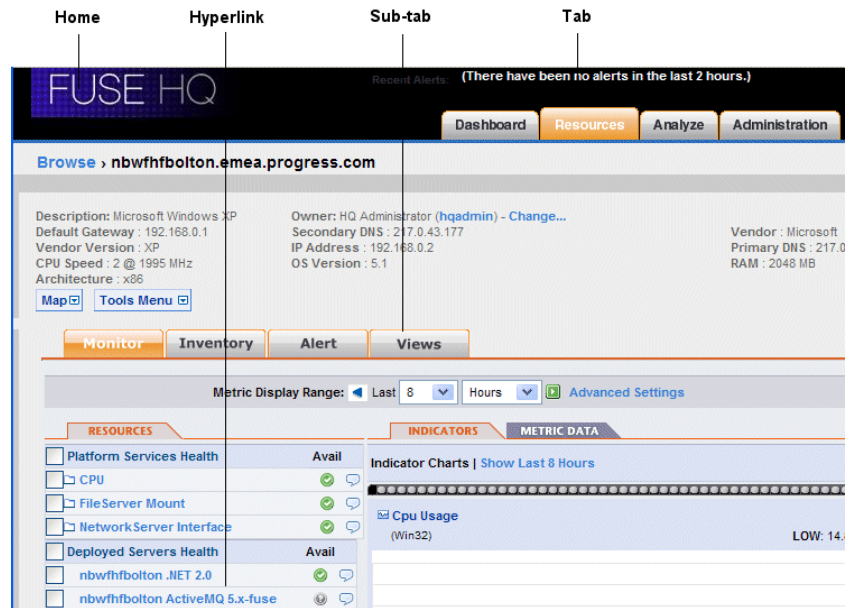 Home Hyperlink Sub-tab Tab
FUSE HQ
Recent Alerts: (There have been no alerts in the last 2 hours.)
Dashboard Resources Analyze Administration
Browse › nbwfhfbolton.emea.progress.com
Description: Microsoft Windows XP Owner: HQ Administrator (hqadmin) - Change...
Default Gateway : 192.168.0.1 Secondary DNS : 217.0.43.177 Vendor : Microsoft
Vendor Version : XP IP Address : 192.168.0.2 Primary DNS : 217.0
CPU Speed : 2 @ 1995 MHz OS Version : 5.1 RAM : 2048 MB
Architecture : x86
Map Tools Menu
Monitor Inventory Alert Views
Metric Display Range: Last 8 Hours Advanced Settings
RESOURCES INDICATORS METRIC DATA
Platform Services Health Avail Indicator Charts | Show Last 8 Hours
CPU
FileServer Mount
NetworkServer Interface
Cpu Usage
(Win32) LOW: 14.
Deployed Servers Health Avail
nbwfhfbolton .NET 2.0
nbwfhfbolton ActiveMQ 5.x-fuse